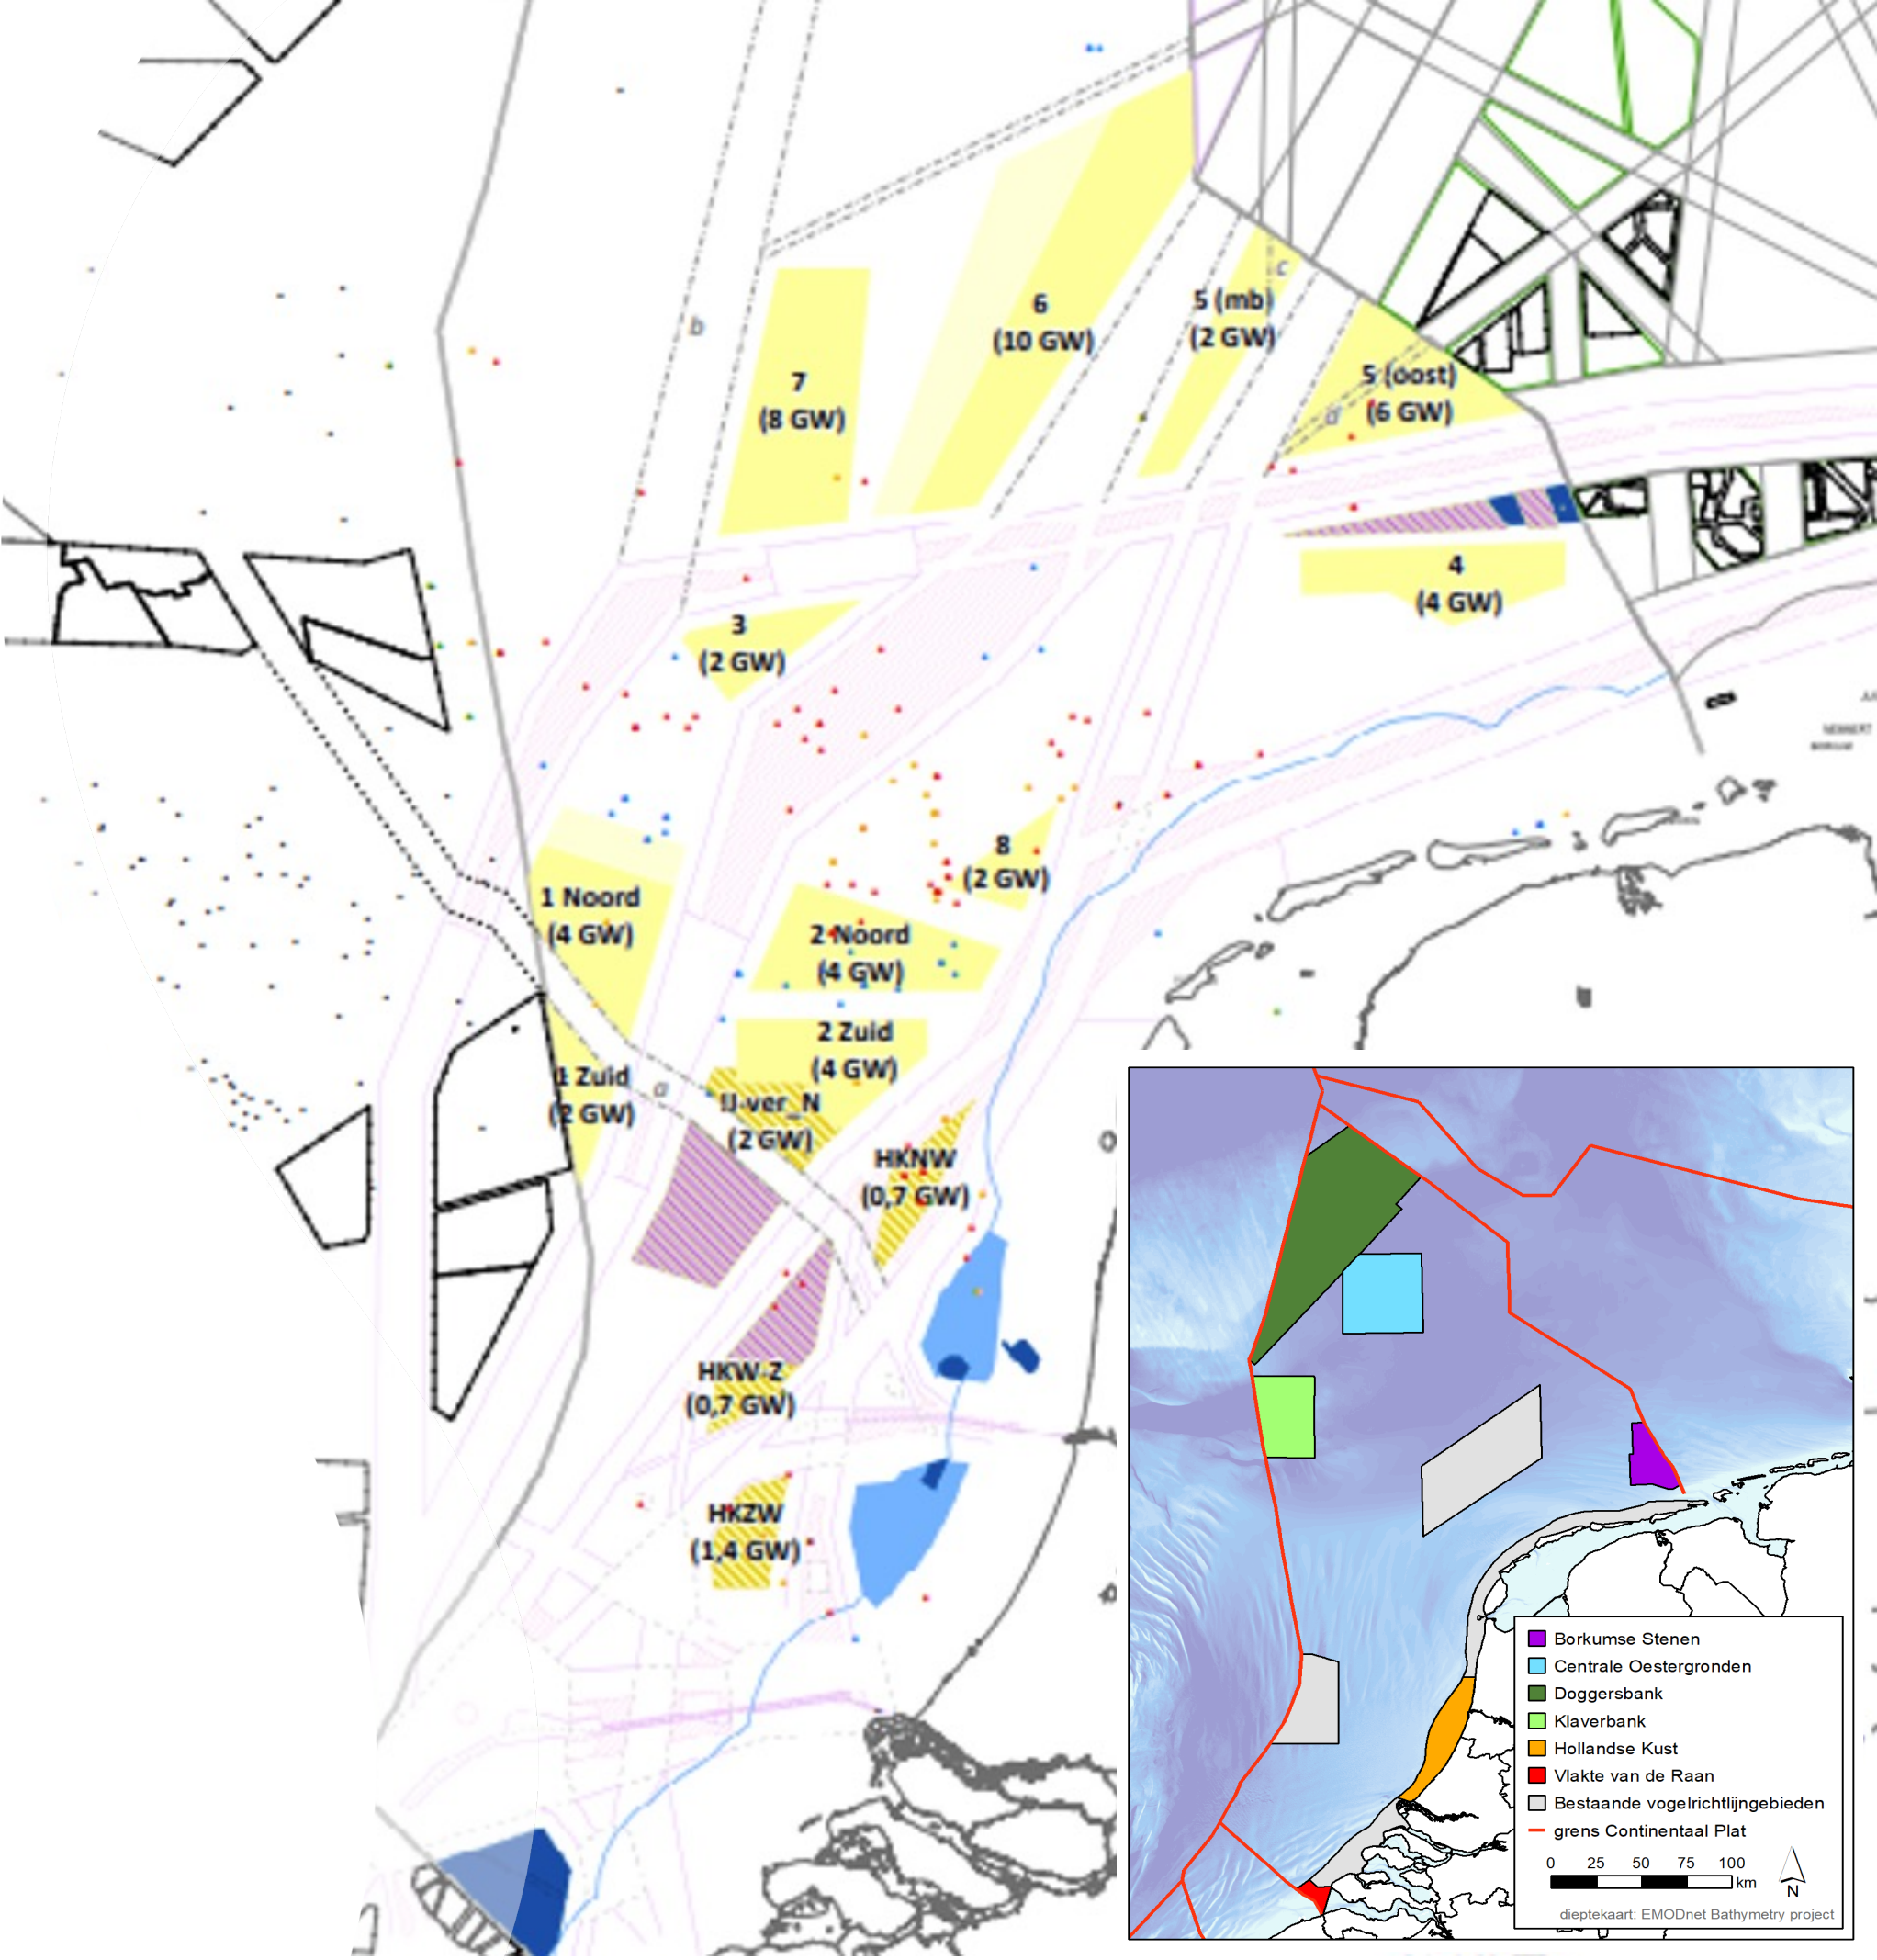 b
6
(10 GW)
5 (mb)
(2 GW)
c
7
(8 GW)
5 (oost)
(6 GW)
d
4
(4 GW)
3
(2 GW)
8
(2 GW)
1 Noord
(4 GW)
2 Noord
(4 GW)
2 Zuid
(4 GW)
1 Zuid
(2 GW)
a
IJ-ver_N
(2 GW)
HKNW
(0,7 GW)
HKW-Z
(0,7 GW)
HKZW
(1,4 GW)
Borkumse Stenen
Centrale Oestergronden
Doggersbank
Klaverbank
Hollandse Kust
Vlakte van de Raan
Bestaande vogelrichtlijngebieden
grens Continentaal Plat
0 25 50 75 100
km
N
dieptekaart: EMODnet Bathymetry project